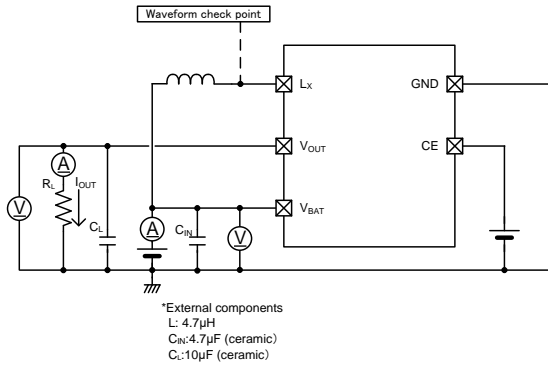 Waveform check point
LX
GND
VOUT
CE
VBAT
A
RL
IOUT
CL
V
A
CIN
V
*External components
L: 4.7μH
CIN:4.7μF (ceramic)
CL:10μF (ceramic)